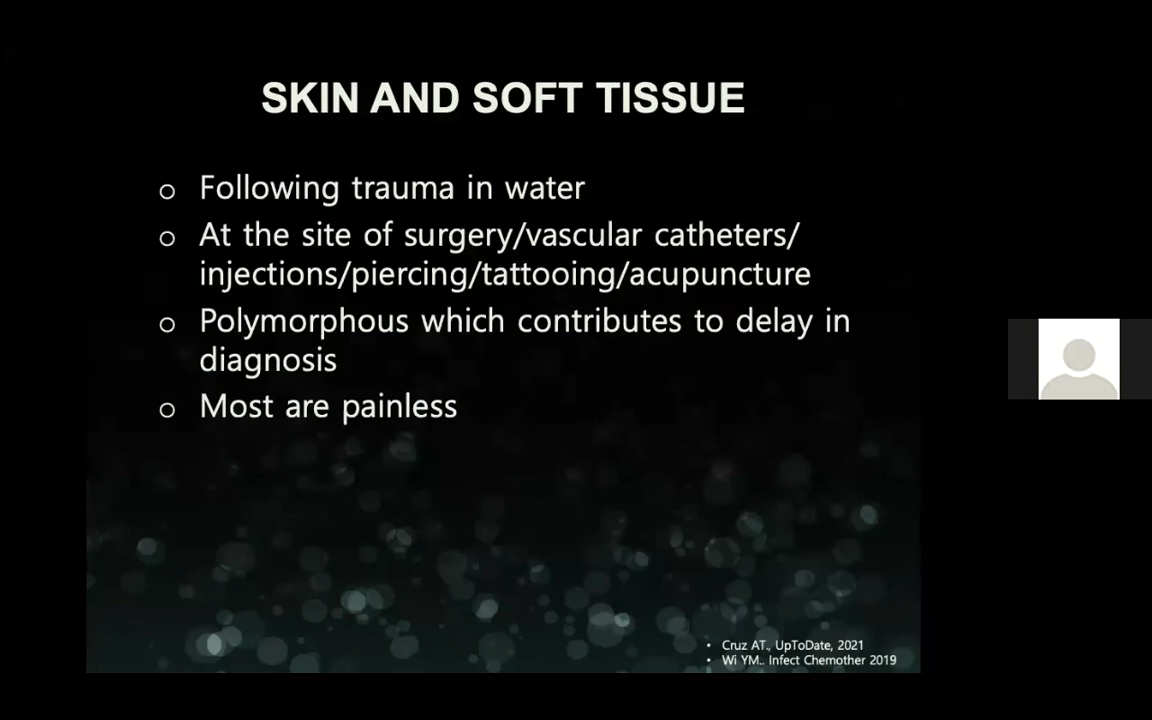 SKIN AND SOFT TISSUE
o Following trauma in water
o At the site of surgery/vascular catheters/
injections/piercing/tattooing/acupuncture
o Polymorphous which contributes to delay in
diagnosis
o Most are painless
• Cruz AT., UpToDate, 2021
• Wi YM.. Infect Chemother 2019